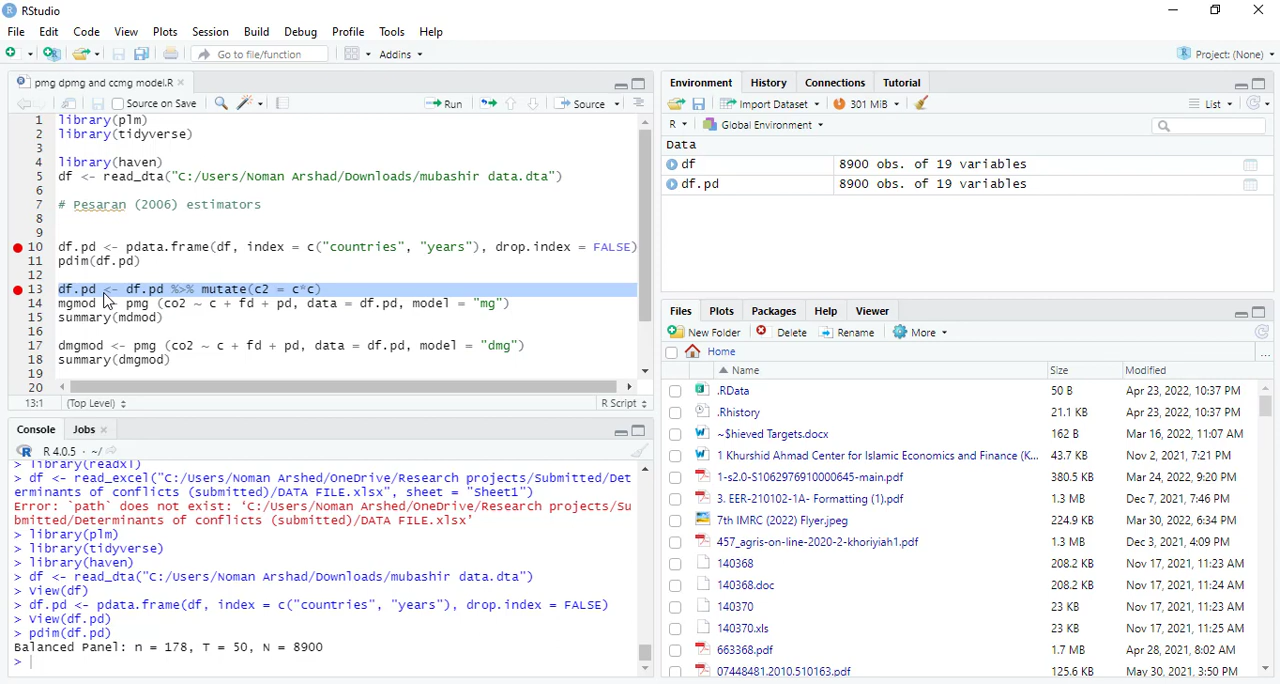 RStudio
File Edit Code View Plots Session Build Debug Profile Tools Help
Go to file/function Addins Project: (None)
pmg dpmg and ccmg model.R
Source on Save Run Source
1 library(plm)
2 library(tidyverse)
3
4 library(haven)
5 df <- read_dta("C:/Users/Noman Arshad/Downloads/mubashir data.dta")
6
7 # Pesaran (2006) estimators
8
9
10 df.pd <- pdata.frame(df, index = c("countries", "years"), drop.index = FALSE)
11 pdim(df.pd)
12
13 df.pd <- df.pd %>% mutate(c2 = c*c)
14 mgmod <- pmg (co2 ~ c + fd + pd, data = df.pd, model = "mg")
15 summary(mdmod)
16
17 dmgmod <- pmg (co2 ~ c + fd + pd, data = df.pd, model = "dmg")
18 summary(dmgmod)
19
20
13:1 (Top Level) R Script
Console Jobs
R 4.0.5 · ~/
> library(readxl)
> df <- read_excel("C:/Users/Noman Arshed/OneDrive/Research projects/Submitted/Det
erminants of conflicts (submitted)/DATA FILE.xlsx", sheet = "Sheet1")
Error: `path` does not exist: ‘C:/Users/Noman Arshed/OneDrive/Research projects/Su
bmitted/Determinants of conflicts (submitted)/DATA FILE.xlsx’
> library(plm)
> library(tidyverse)
> library(haven)
> df <- read_dta("C:/Users/Noman Arshad/Downloads/mubashir data.dta")
> View(df)
> df.pd <- pdata.frame(df, index = c("countries", "years"), drop.index = FALSE)
> View(df.pd)
> pdim(df.pd)
Balanced Panel: n = 178, T = 50, N = 8900
>
Environment History Connections Tutorial
Import Dataset 301 MiB List
R Global Environment
Data
df 8900 obs. of 19 variables
df.pd 8900 obs. of 19 variables
Files Plots Packages Help Viewer
New Folder Delete Rename More
Home ...
Name Size Modified
.RData 50 B Apr 23, 2022, 10:37 PM
.Rhistory 21.1 KB Apr 23, 2022, 10:37 PM
~$hieved Targets.docx 162 B Mar 16, 2022, 11:07 AM
1 Khurshid Ahmad Center for Islamic Economics and Finance (K... 43.7 KB Nov 2, 2021, 7:21 PM
1-s2.0-S1062976910000645-main.pdf 380.5 KB Mar 24, 2022, 9:20 PM
3. EER-210102-1A- Formatting (1).pdf 1.3 MB Dec 7, 2021, 7:46 PM
7th IMRC (2022) Flyer.jpeg 224.9 KB Mar 30, 2022, 6:34 PM
457_agris-on-line-2020-2-khoriyiah1.pdf 1.3 MB Dec 3, 2021, 4:09 PM
140368 208.2 KB Nov 17, 2021, 11:23 AM
140368.doc 208.2 KB Nov 17, 2021, 11:24 AM
140370 23 KB Nov 17, 2021, 11:23 AM
140370.xls 23 KB Nov 17, 2021, 11:25 AM
663368.pdf 1.7 MB Apr 28, 2021, 8:02 AM
07448481.2010.510163.pdf 125.6 KB May 30, 2021, 3:50 PM